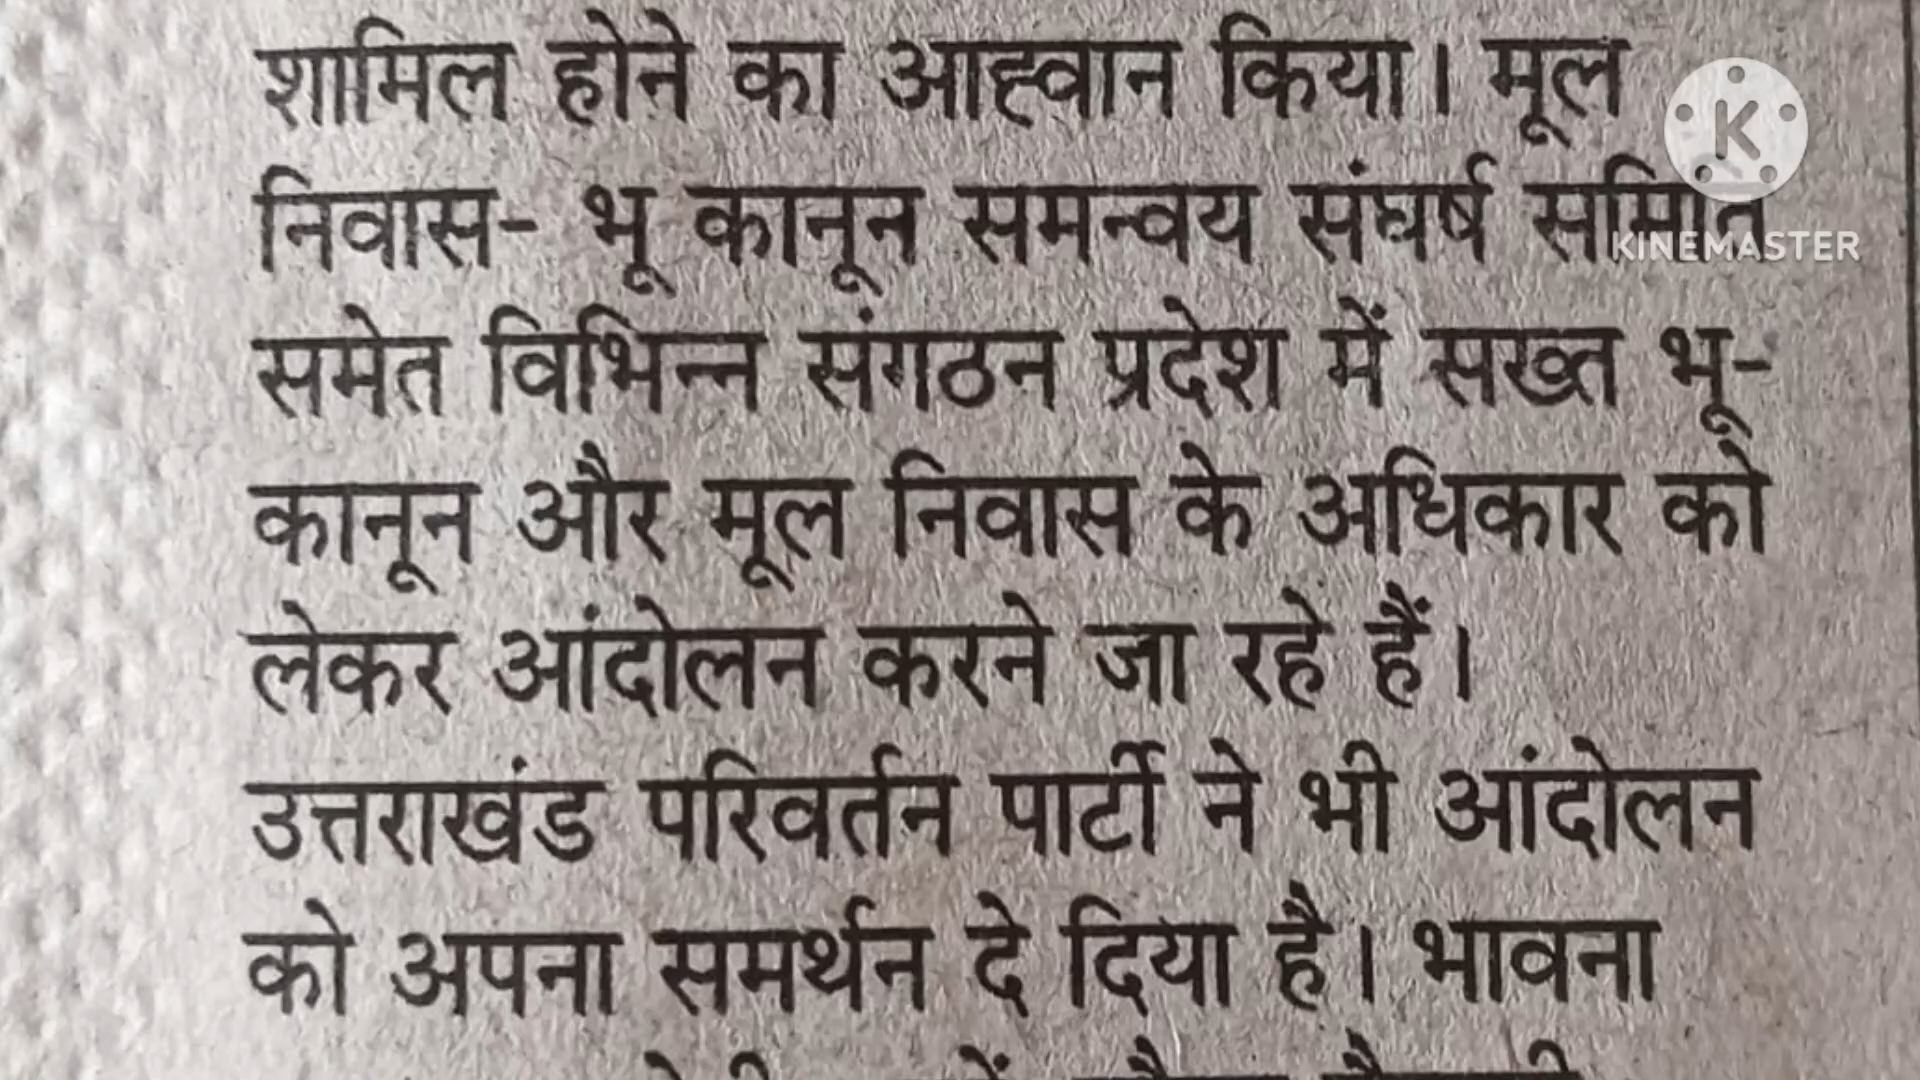 शामिल होने का आह्वान किया। मूल
निवास- भू कानून समन्वय संघर्ष समिति
समेत विभिन्न संगठन प्रदेश में सख्त भू-
कानून और मूल निवास के अधिकार को
लेकर आंदोलन करने जा रहे हैं।
उत्तराखंड परिवर्तन पार्टी ने भी आंदोलन
को अपना समर्थन दे दिया है। भावना
K
KINEMASTER